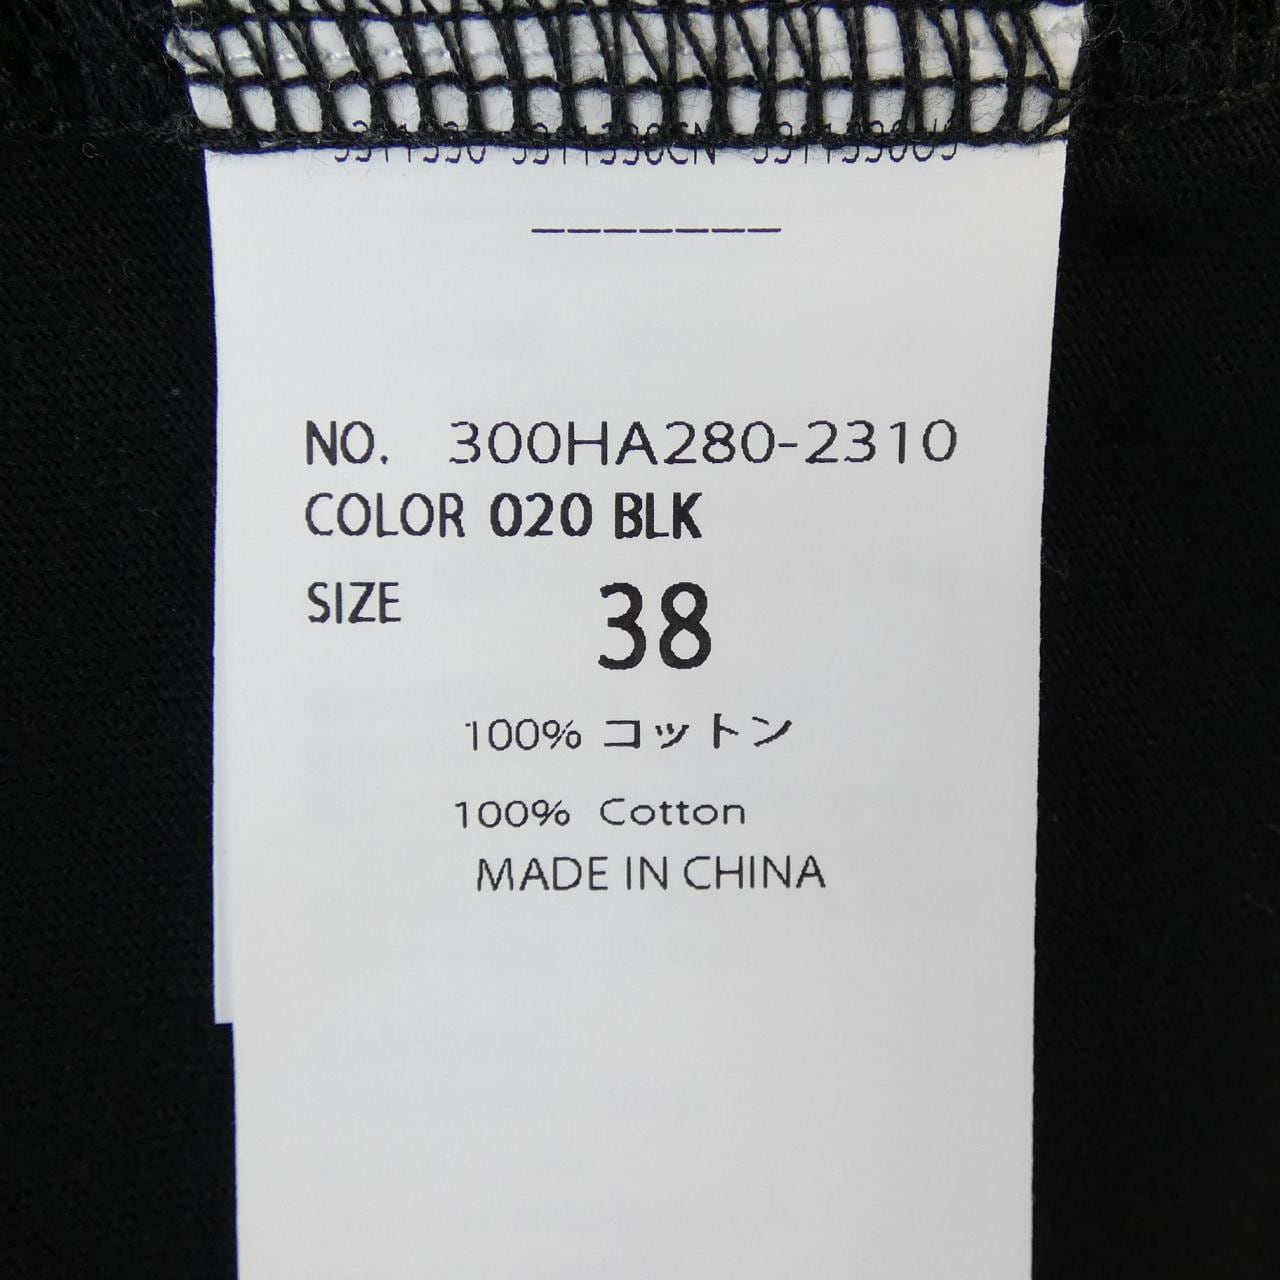 NO. 300HA280-2310
COLOR 020 BLK
SIZE 38
100% コットン
100% Cotton
MADE IN CHINA